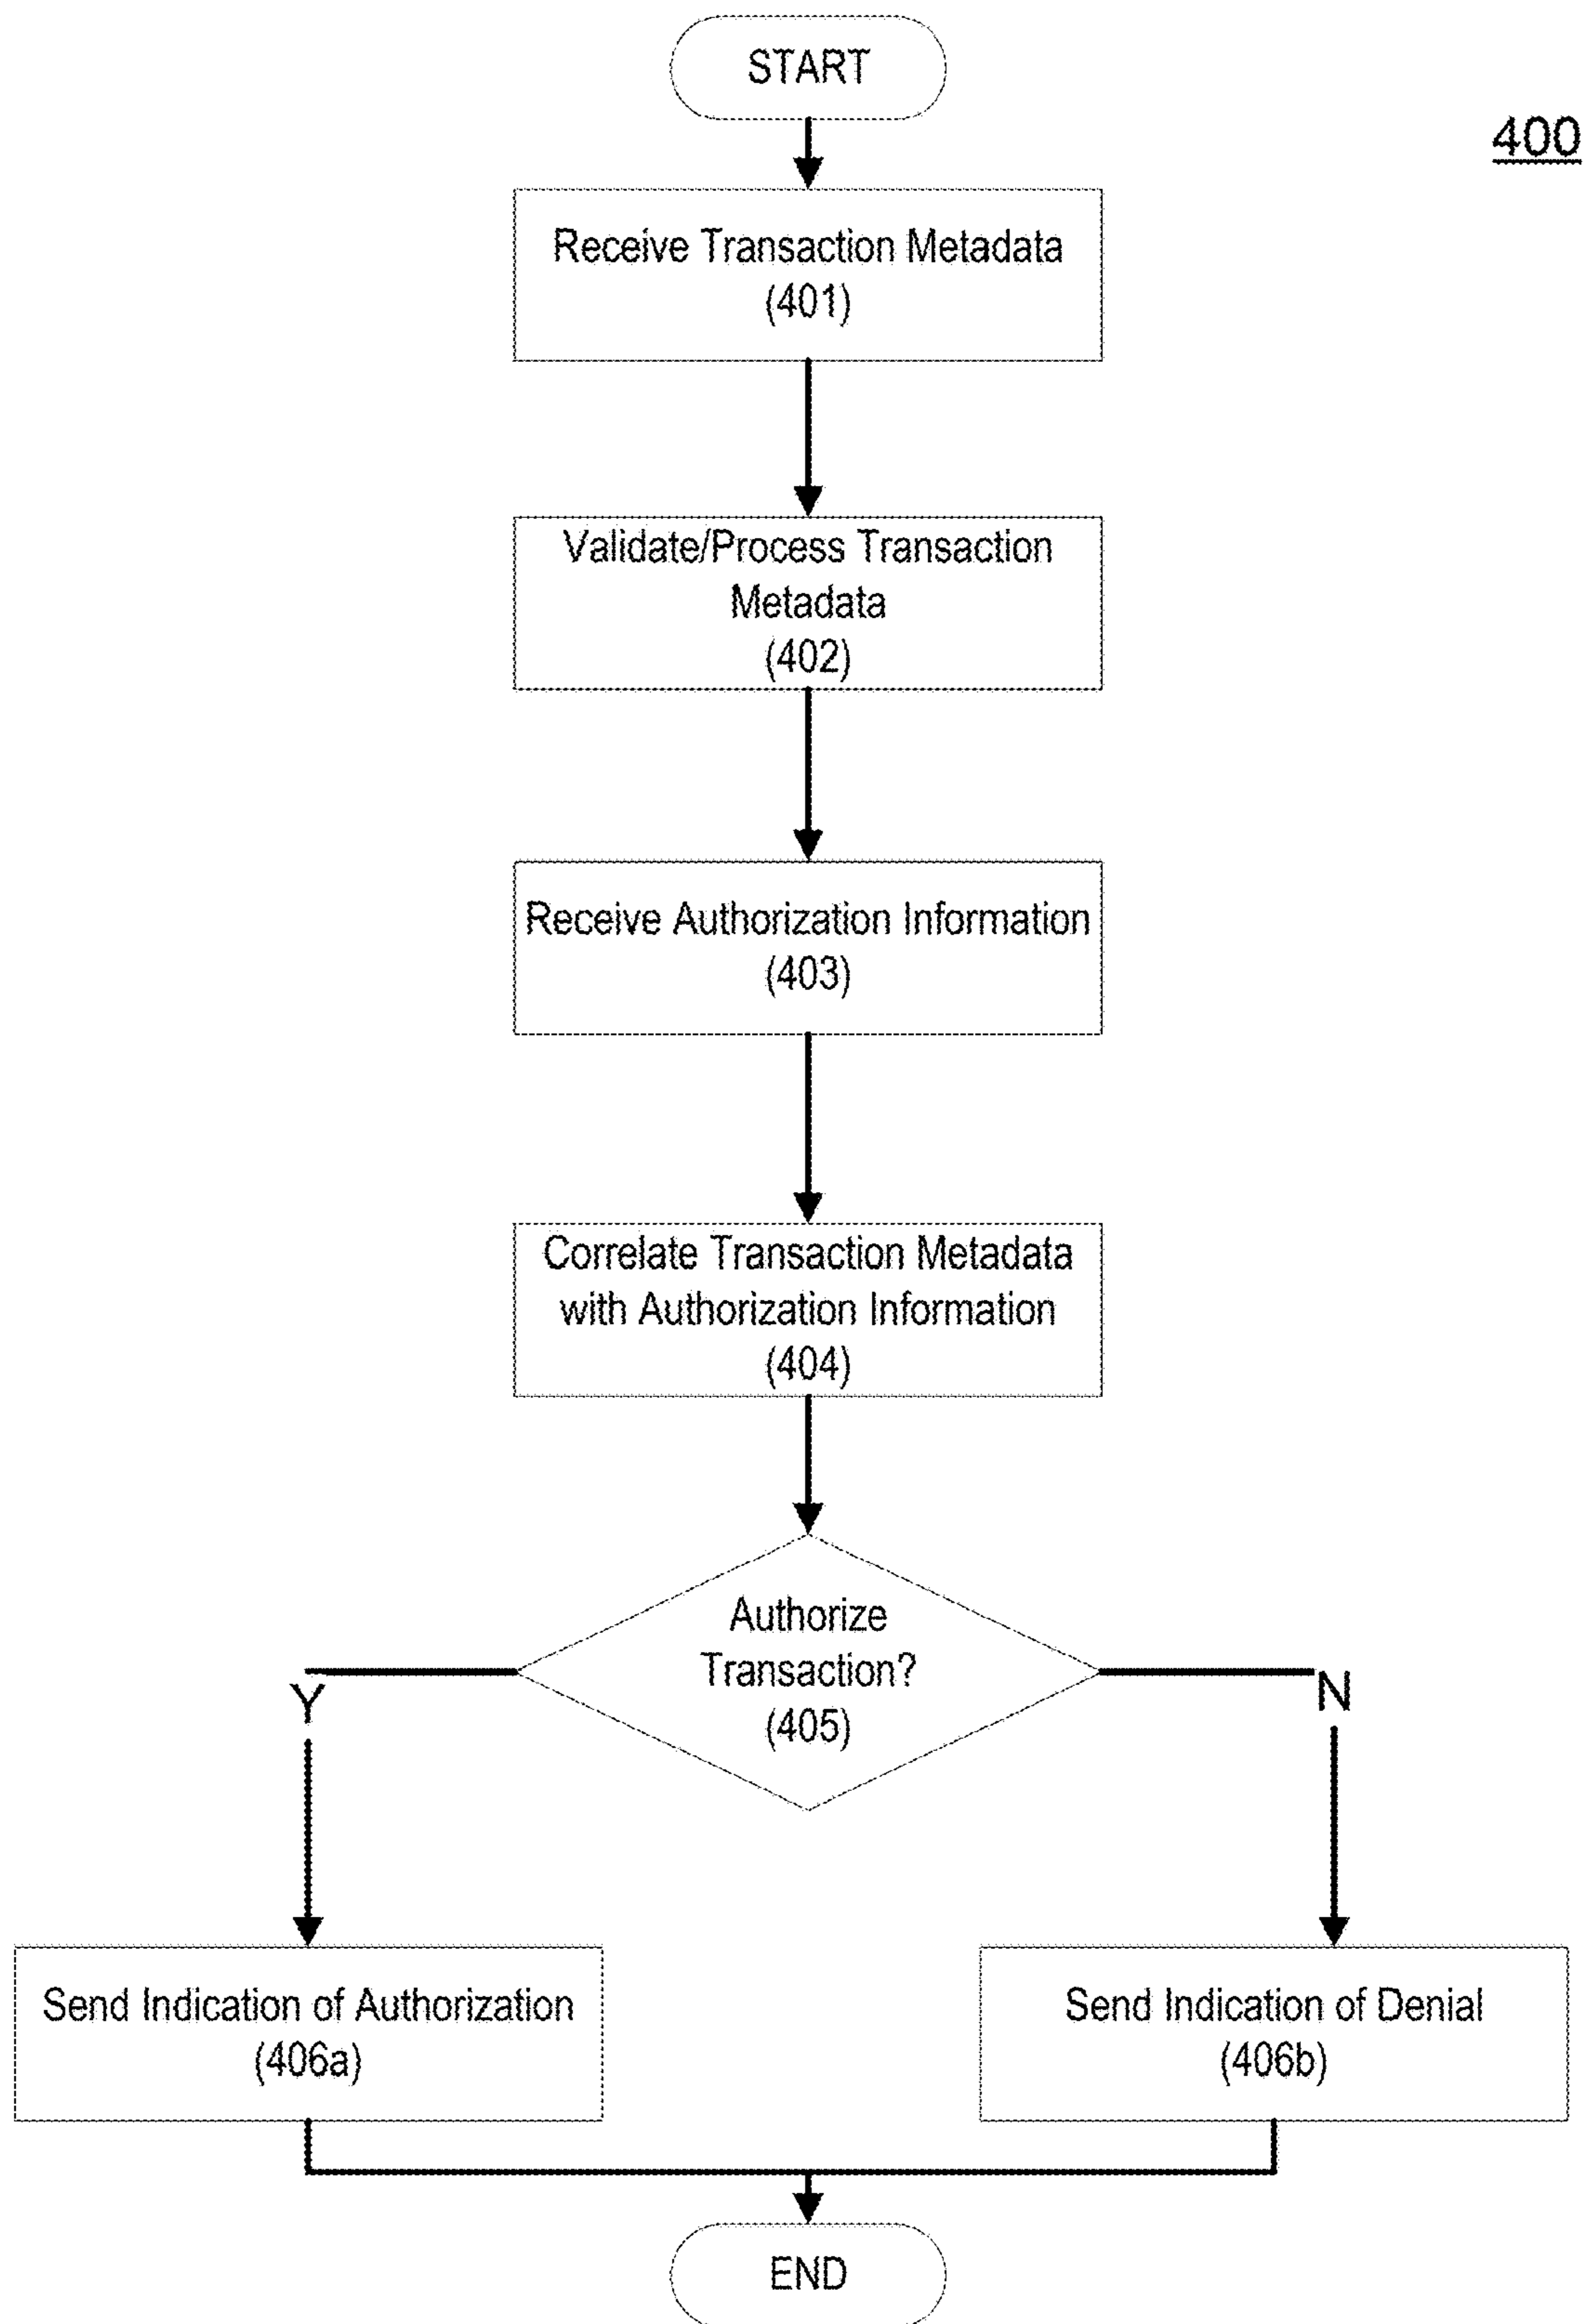 START
400
Receive Transaction Metadata
(401)
Validate/Process Transaction
Metadata
(402)
Receive Authorization Information
(403)
Correlate Transaction Metadata
with Authorization Information
(404)
Authorize
Transaction?
(405)
Y
N
Send Indication of Authorization
(406a)
Send Indication of Denial
(406b)
END